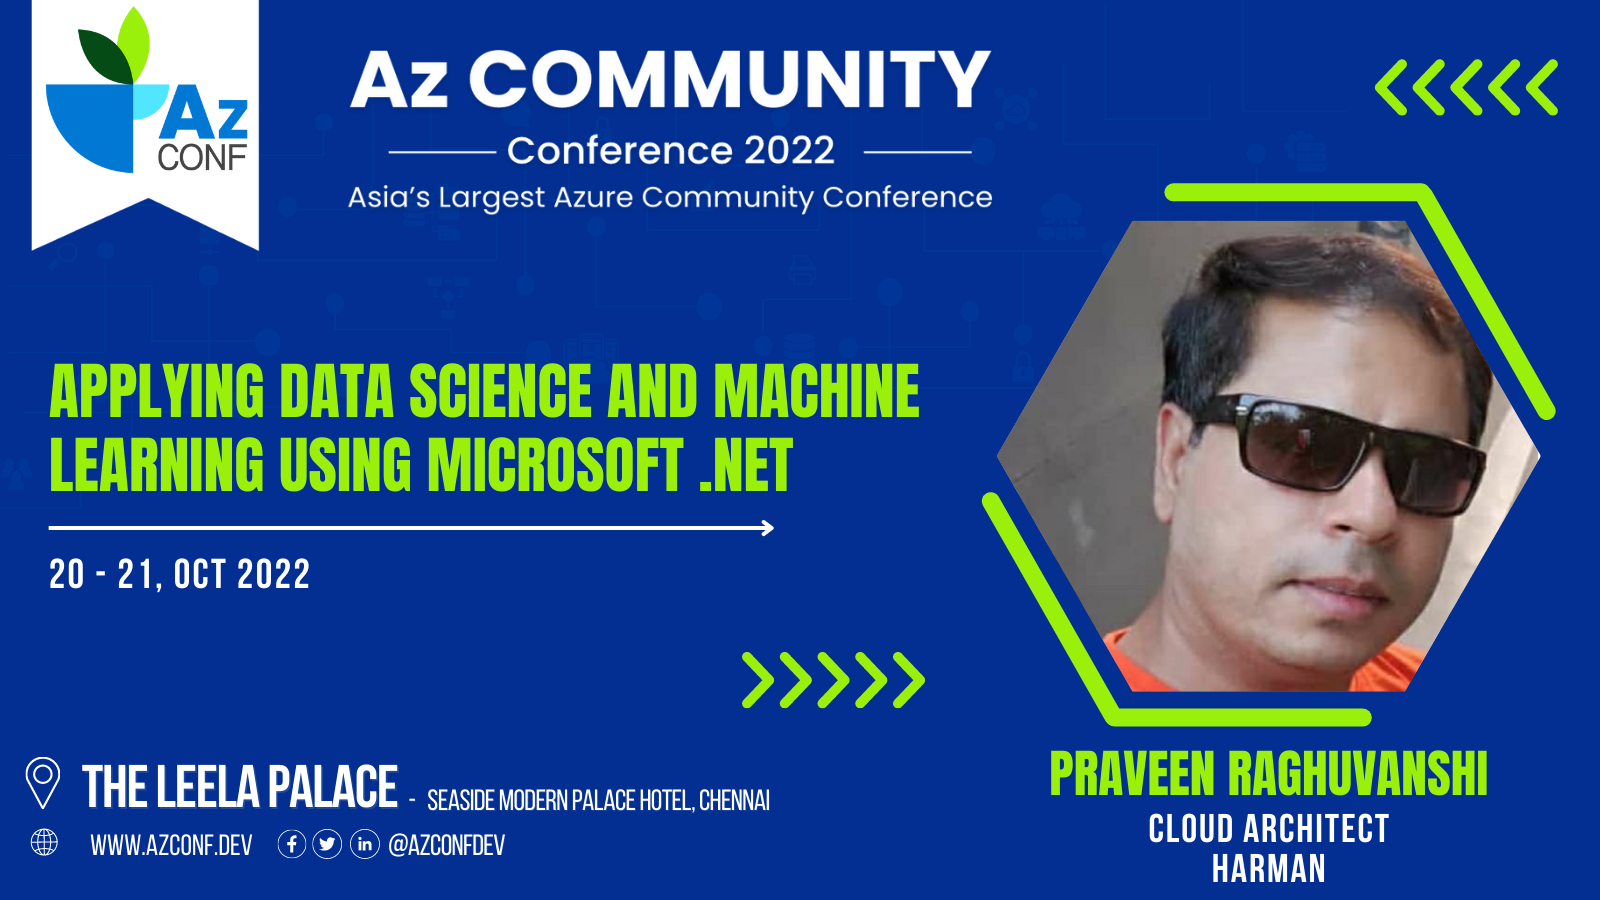 Az
CONF
Az COMMUNITY
Conference 2022
Asia's Largest Azure Community Conference
APPLYING DATA SCIENCE AND MACHINE
LEARNING USING MICROSOFT .NET
20 - 21, OCT 2022
THE LEELA PALACE - SEASIDE MODERN PALACE HOTEL, CHENNAI
WWW.AZCONF.DEV @AZCONFDEV
PRAVEEN RAGHUVANSHI
CLOUD ARCHITECT
HARMAN